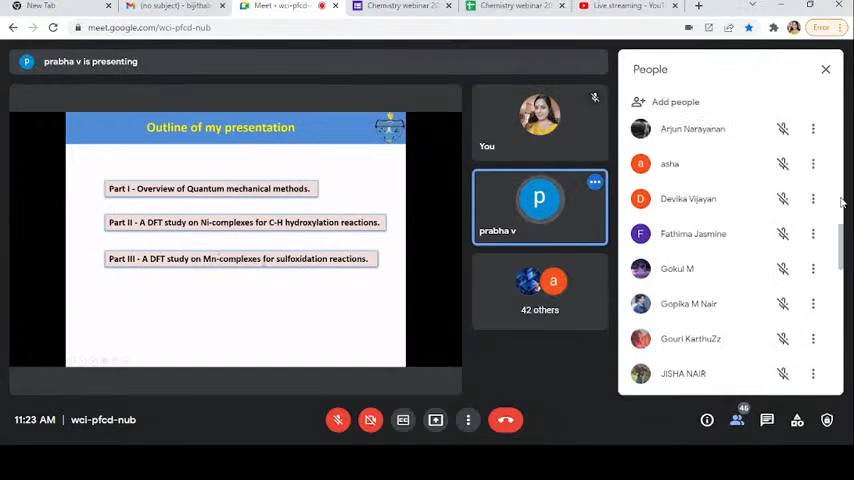 New Tab
(no subject) - bijitha
Meet - wci-pfcd-
Chemistry webinar 20
Chemistry webinar 20
Live streaming - YouT
meet.google.com/wci-pfcd-nub
Error
p prabha v is presenting
Outline of my presentation
Part I - Overview of Quantum mechanical methods.
Part II - A DFT study on Ni-complexes for C-H hydroxylation reactions.
Part III - A DFT study on Mn-complexes for sulfoxidation reactions.
You
p
prabha v
a
42 others
People
Add people
Arjun Narayanan
a asha
D Devika Vijayan
F Fathima Jasmine
Gokul M
Gopika M Nair
Gouri KarthuZz
JISHA NAIR
11:23 AM | wci-pfcd-nub
CC
46